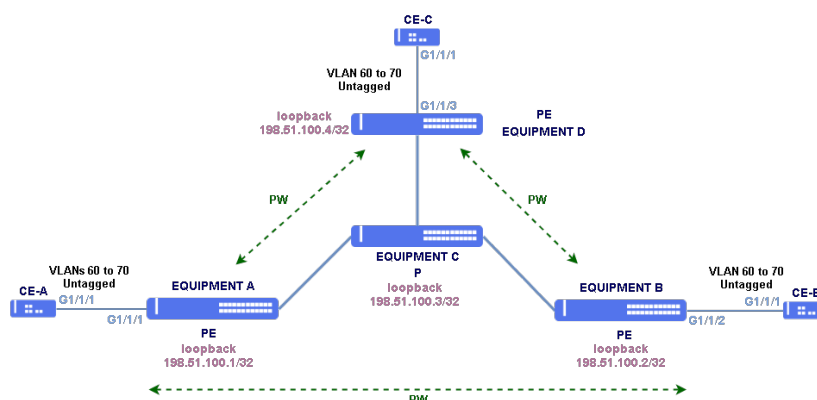 CE-C
G1/1/1
VLAN 60 to 70
Untagged
G1/1/3
loopback
198.51.100.4/32
PE
EQUIPMENT D
PW
PW
EQUIPMENT C
P
loopback
198.51.100.3/32
VLANs 60 to 70
Untagged
CE-A
G1/1/1
EQUIPMENT A
G1/1/1
PE
loopback
198.51.100.1/32
EQUIPMENT B
VLAN 60 to 70
Untagged
G1/1/1
G1/1/2
PE
loopback
198.51.100.2/32
PW